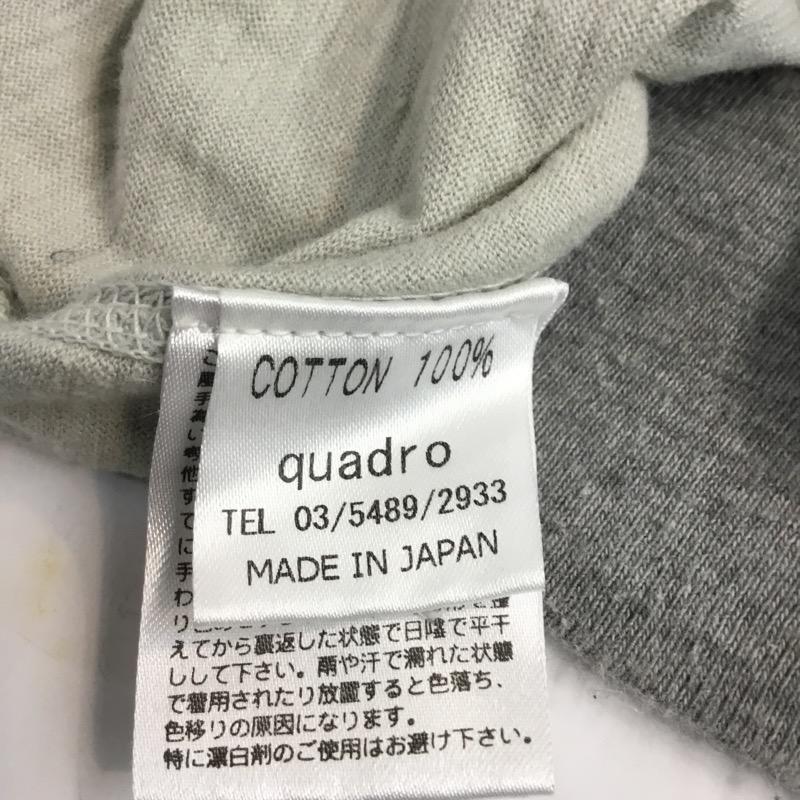 COTTON 100%
quadro
TEL 03/5489/2933
MADE IN JAPAN
えてから裏返した状態で日陰で平干
しして下さい。雨や汗で濡れた状態
で着用されたり放置すると色落ち、
色移りの原因になります。
特に漂白剤のご使用はお避け下さい。